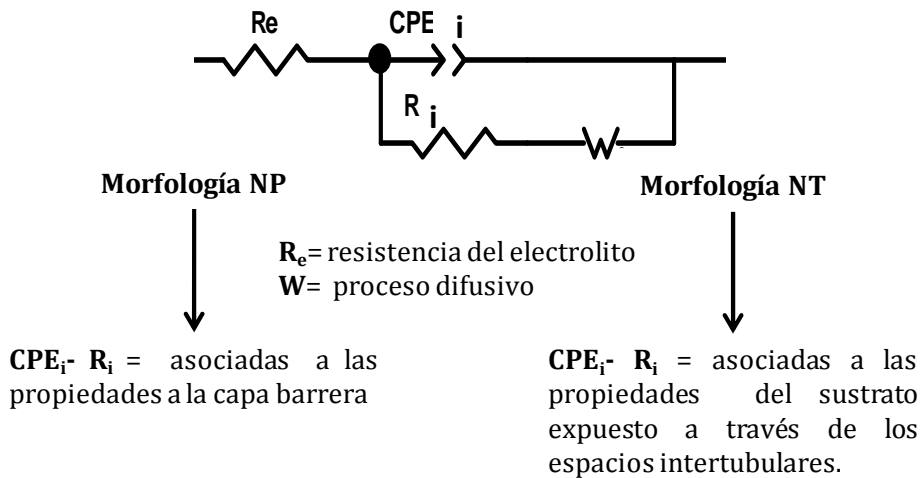 Re CPE i
R i
W
Morfología NP
Morfología NT
Re= resistencia del electrolito
W= proceso difusivo
CPEi- Ri = asociadas a las
propiedades a la capa barrera
CPEi- Ri = asociadas a las
propiedades del sustrato
expuesto a través de los
espacios intertubulares.